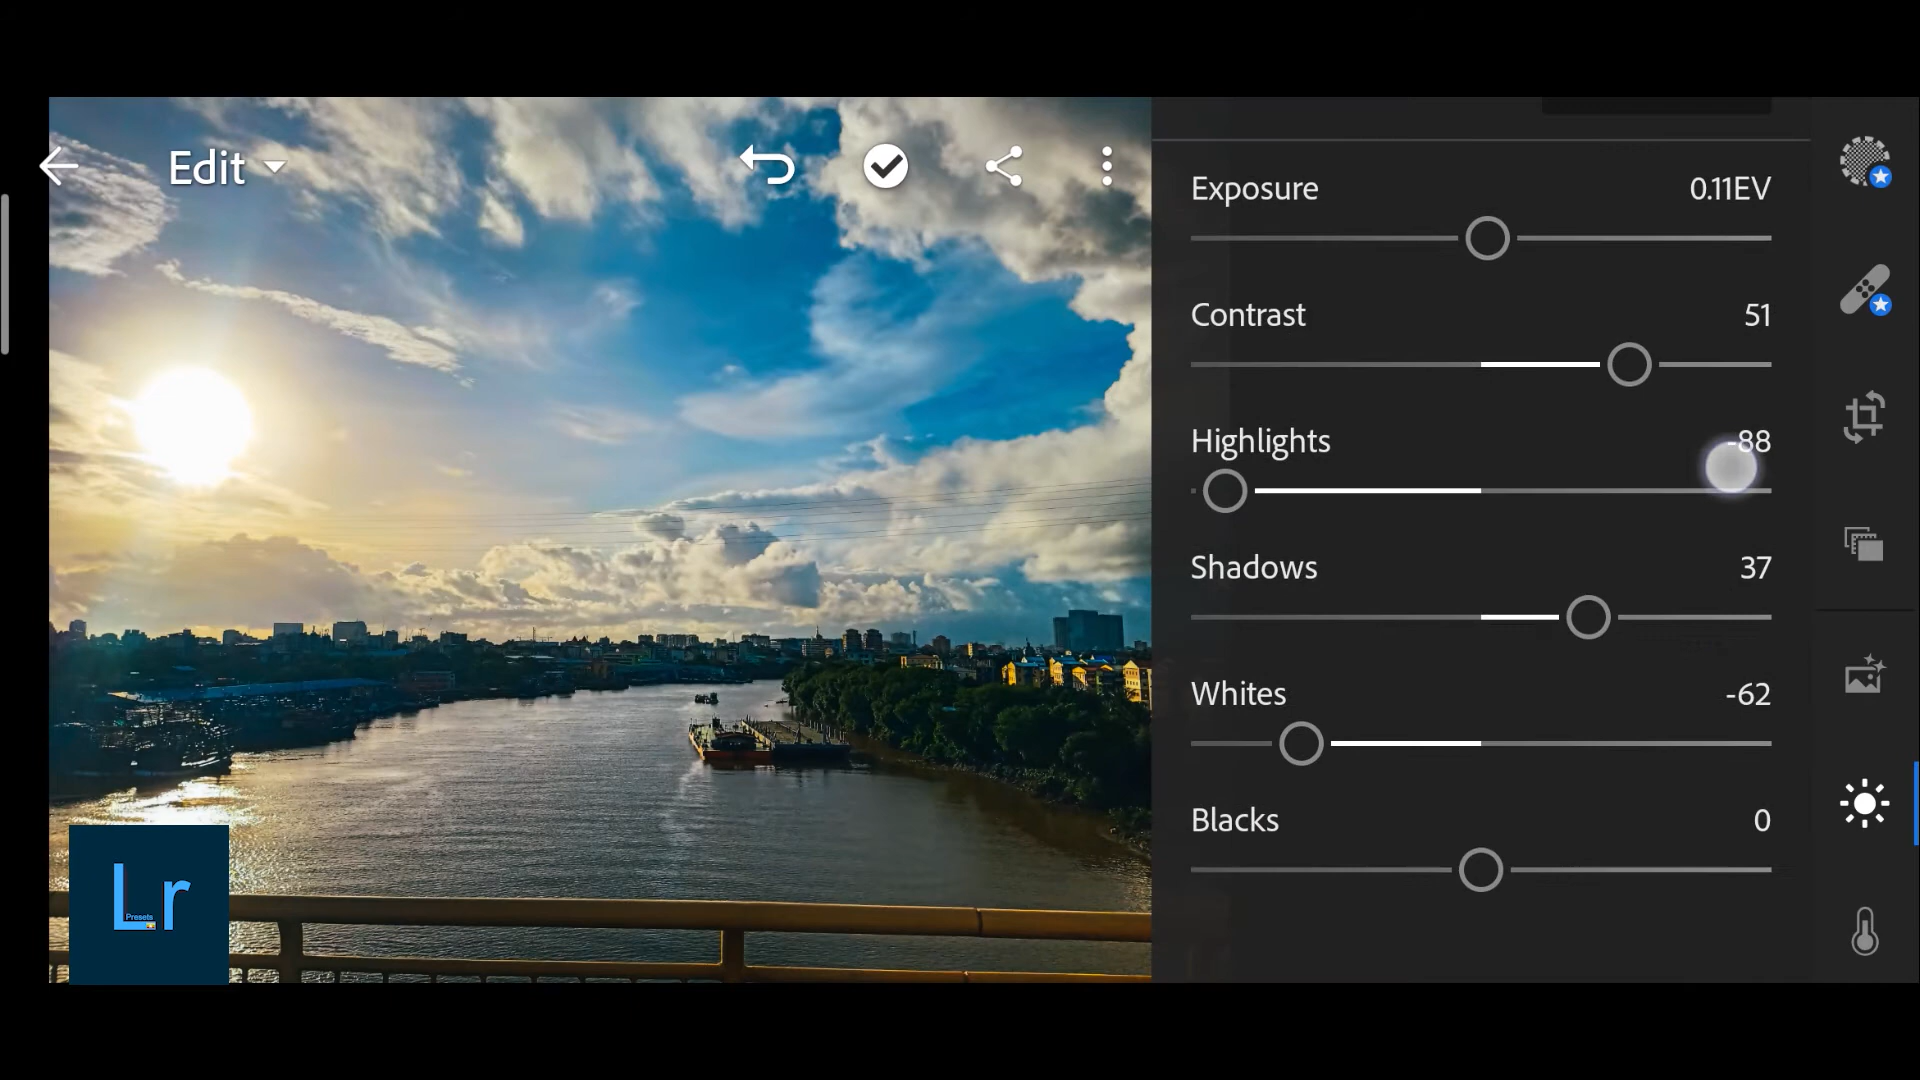 Edit
Exposure 0.11EV
Contrast 51
Highlights -88
Shadows 37
Whites -62
Blacks 0
Lr
Presets